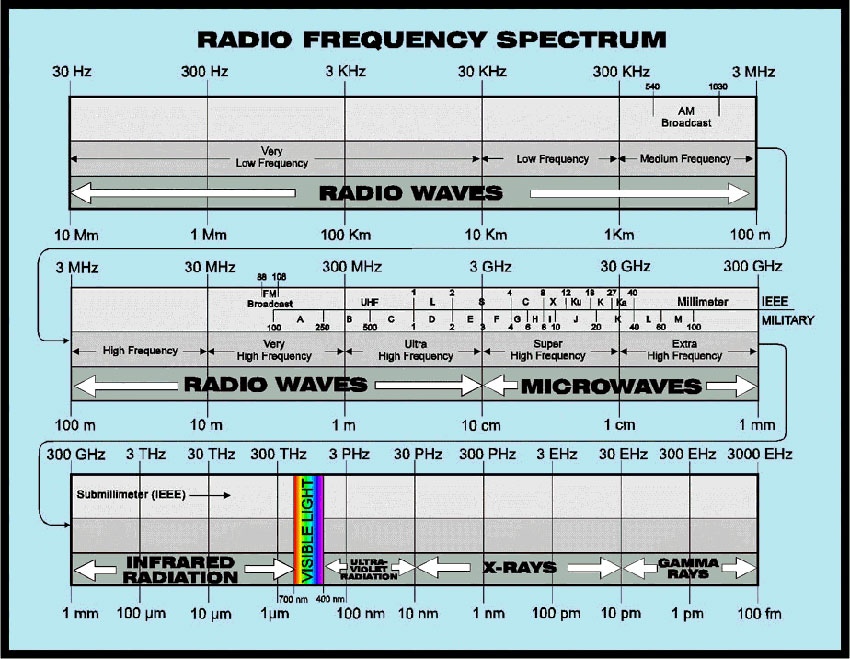 RADIO FREQUENCY SPECTRUM
30 Hz 300 Hz 3 KHz 30 KHz 300 KHz 3 MHz
540 1630
AM
Broadcast
Very
Low Frequency
Low Frequency
Medium Frequency
RADIO WAVES
10 Mm 1 Mm 100 Km 10 Km 1Km 100 m
3 MHz 30 MHz 300 MHz 3 GHz 30 GHz 300 GHz
88 108
FM
Broadcast
1 2 4 8 12 18 27 40
UHF L S C X Ku K Ka Millimeter IEEE
A B C D E F G H I J K L M MILITARY
100 250 500 1 2 3 4 6 8 10 20 40 60 100
High Frequency
Very
High Frequency
Ultra
High Frequency
Super
High Frequency
Extra
High Frequency
RADIO WAVES MICROWAVES
100 m 10 m 1 m 10 cm 1 cm 1 mm
300 GHz 3 THz 30 THz 300 THz 3 PHz 30 PHz 300 PHz 3 EHz 30 EHz 300 EHz 3000 EHz
Submillimeter (IEEE)
VISIBLE LIGHT
INFRARED
RADIATION
ULTRA-
VIOLET
RADIATION
X-RAYS
GAMMA
RAYS
700 nm 400 nm
1 mm 100 µm 10 µm 1µm 100 nm 10 nm 1 nm 100 pm 10 pm 1 pm 100 fm